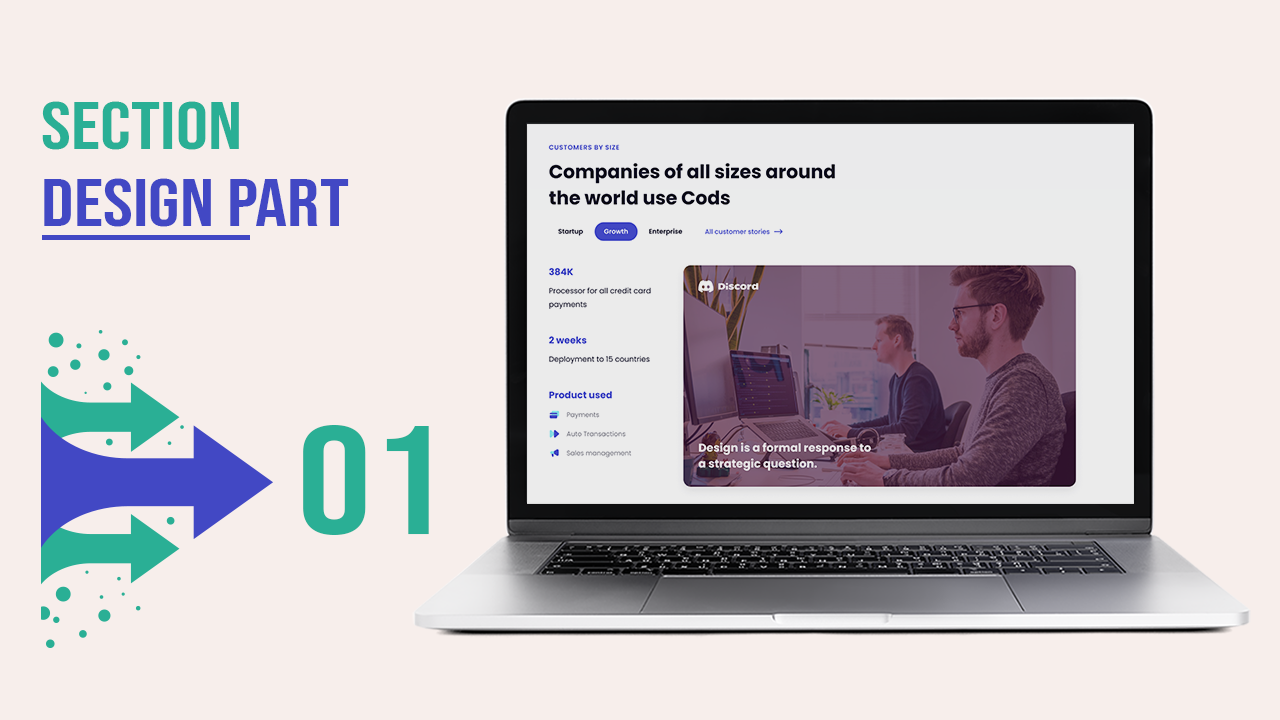 SECTION
DESIGN PART
01
CUSTOMERS BY SIZE
Companies of all sizes around
the world use Cods
Startup Growth Enterprise All customer stories
384K
Processor for all credit card
payments
2 weeks
Deployment to 15 countries
Product used
Payments
Auto Transactions
Sales management
Discord
Design is a formal response to
a strategic question.